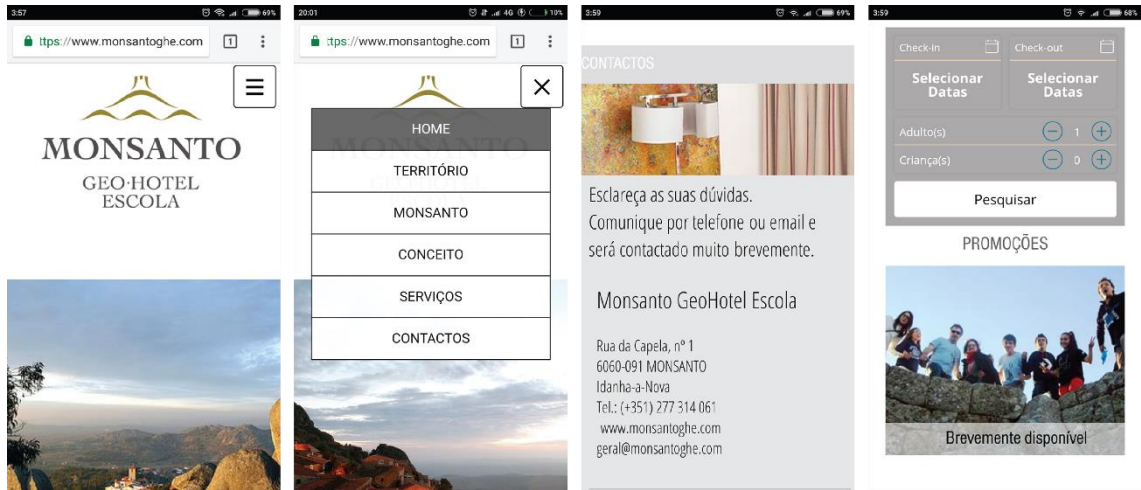 3:57
69%
ttps://www.monsantoghe.com
1
MONSANTO
GEO·HOTEL
ESCOLA
20:01
4G
10%
ttps://www.monsantoghe.com
1
HOME
TERRITÓRIO
MONSANTO
CONCEITO
SERVIÇOS
CONTACTOS
3:59
69%
CONTACTOS
Esclareça as suas dúvidas.
Comunique por telefone ou email e
será contactado muito brevemente.
Monsanto GeoHotel Escola
Rua da Capela, nº 1
6060-091 MONSANTO
Idanha-a-Nova
Tel.: (+351) 277 314 061
www.monsantoghe.com
geral@monsantoghe.com
3:59
68%
Check-in
Check-out
Selecionar
Datas
Selecionar
Datas
Adulto(s)
1
Criança(s)
0
Pesquisar
PROMOÇÕES
Brevemente disponível